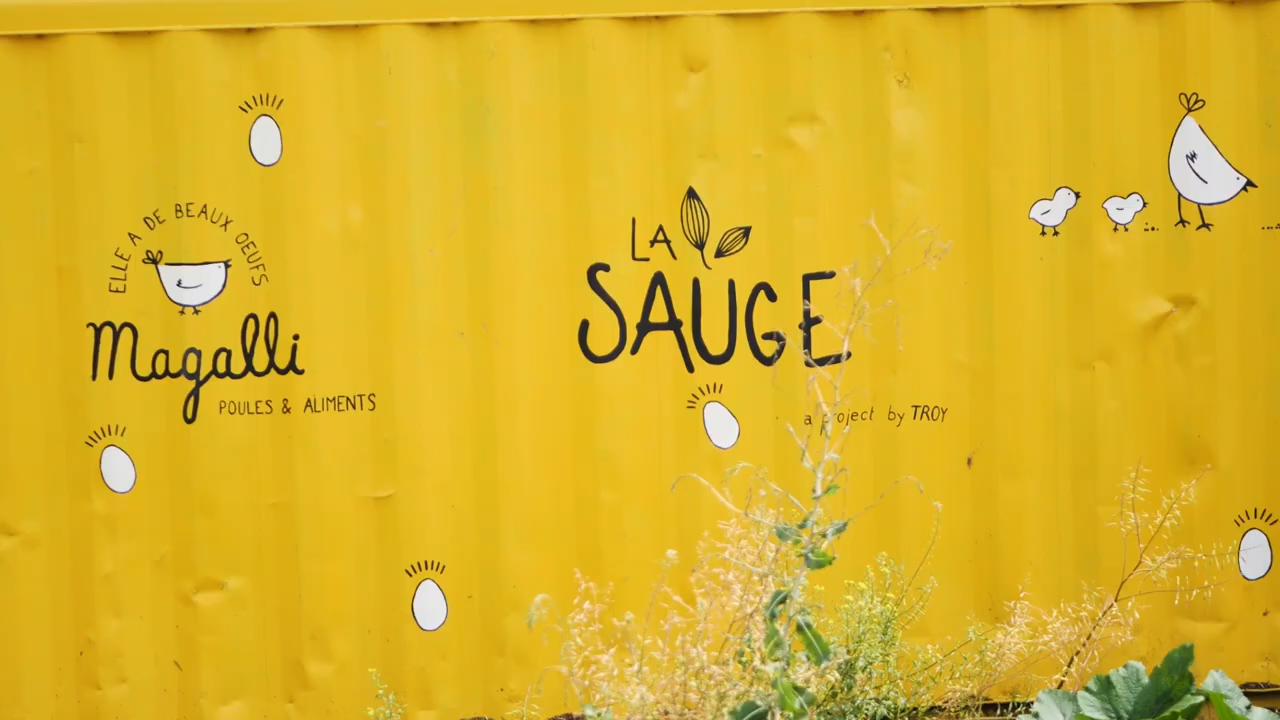 ELLE A DE BEAUX OEUFS
Magalli
POULES & ALIMENTS
LA
SAUGE
a project by TROY